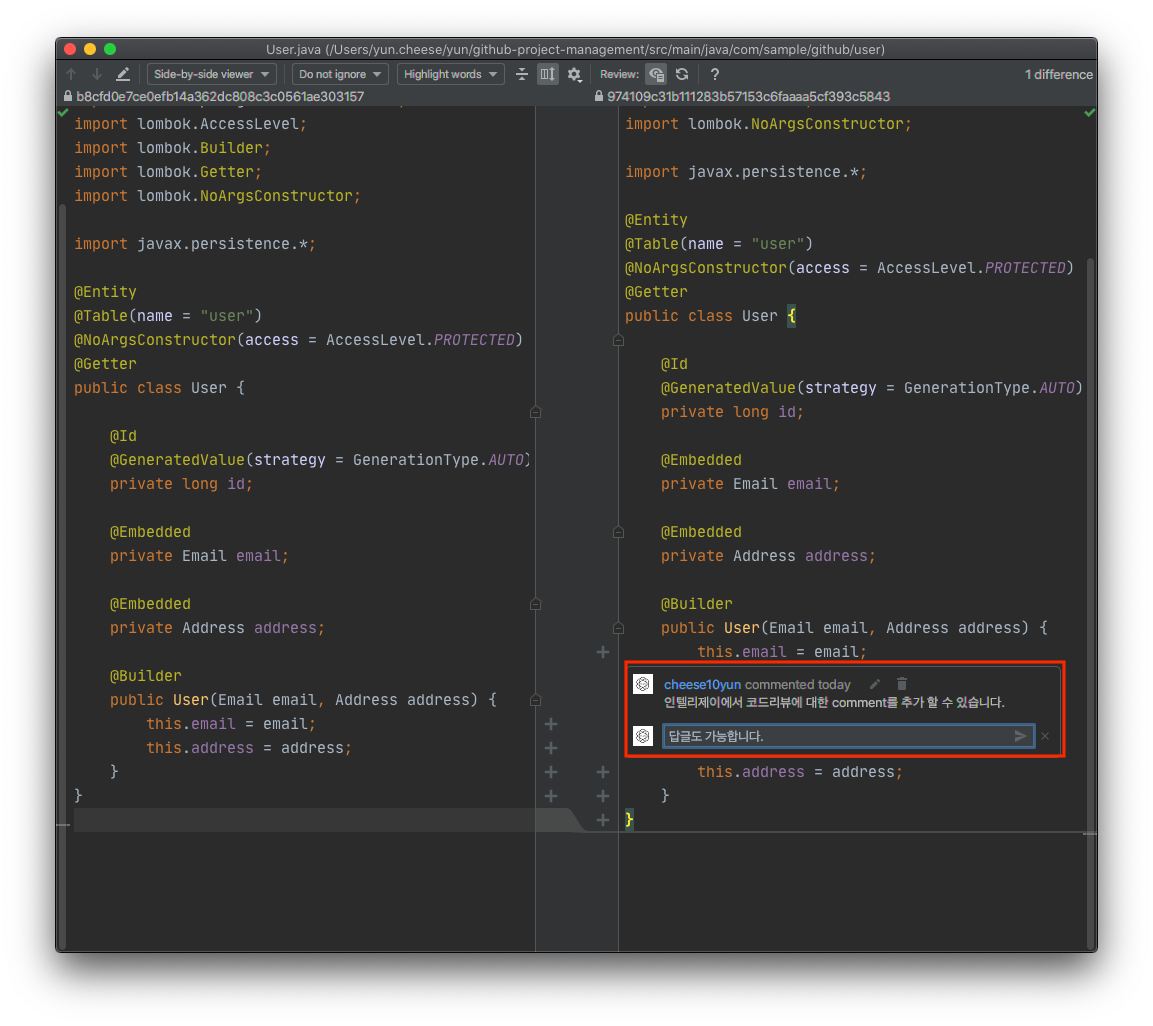 User.java (/Users/yun.cheese/yun/github-project-management/src/main/java/com/sample/github/user)
Side-by-side viewer
Do not ignore
Highlight words
Review:
?
1 difference
b8cfd0e7ce0efb14a362dc808c3c0561ae303157
import lombok.AccessLevel;
import lombok.Builder;
import lombok.Getter;
import lombok.NoArgsConstructor;
import javax.persistence.*;
@Entity
@Table(name = "user")
@NoArgsConstructor(access = AccessLevel.PROTECTED)
@Getter
public class User {
@Id
@GeneratedValue(strategy = GenerationType.AUTO)
private long id;
@Embedded
private Email email;
@Embedded
private Address address;
@Builder
public User(Email email, Address address) {
this.email = email;
this.address = address;
}
}
974109c31b111283b57153c6faaaa5cf393c5843
import lombok.NoArgsConstructor;
import javax.persistence.*;
@Entity
@Table(name = "user")
@NoArgsConstructor(access = AccessLevel.PROTECTED)
@Getter
public class User {
@Id
@GeneratedValue(strategy = GenerationType.AUTO)
private long id;
@Embedded
private Email email;
@Embedded
private Address address;
@Builder
public User(Email email, Address address) {
this.email = email;
cheese10yun commented today
인텔리제이에서 코드리뷰에 대한 comment를 추가 할 수 있습니다.
답글도 가능합니다.
this.address = address;
}
}